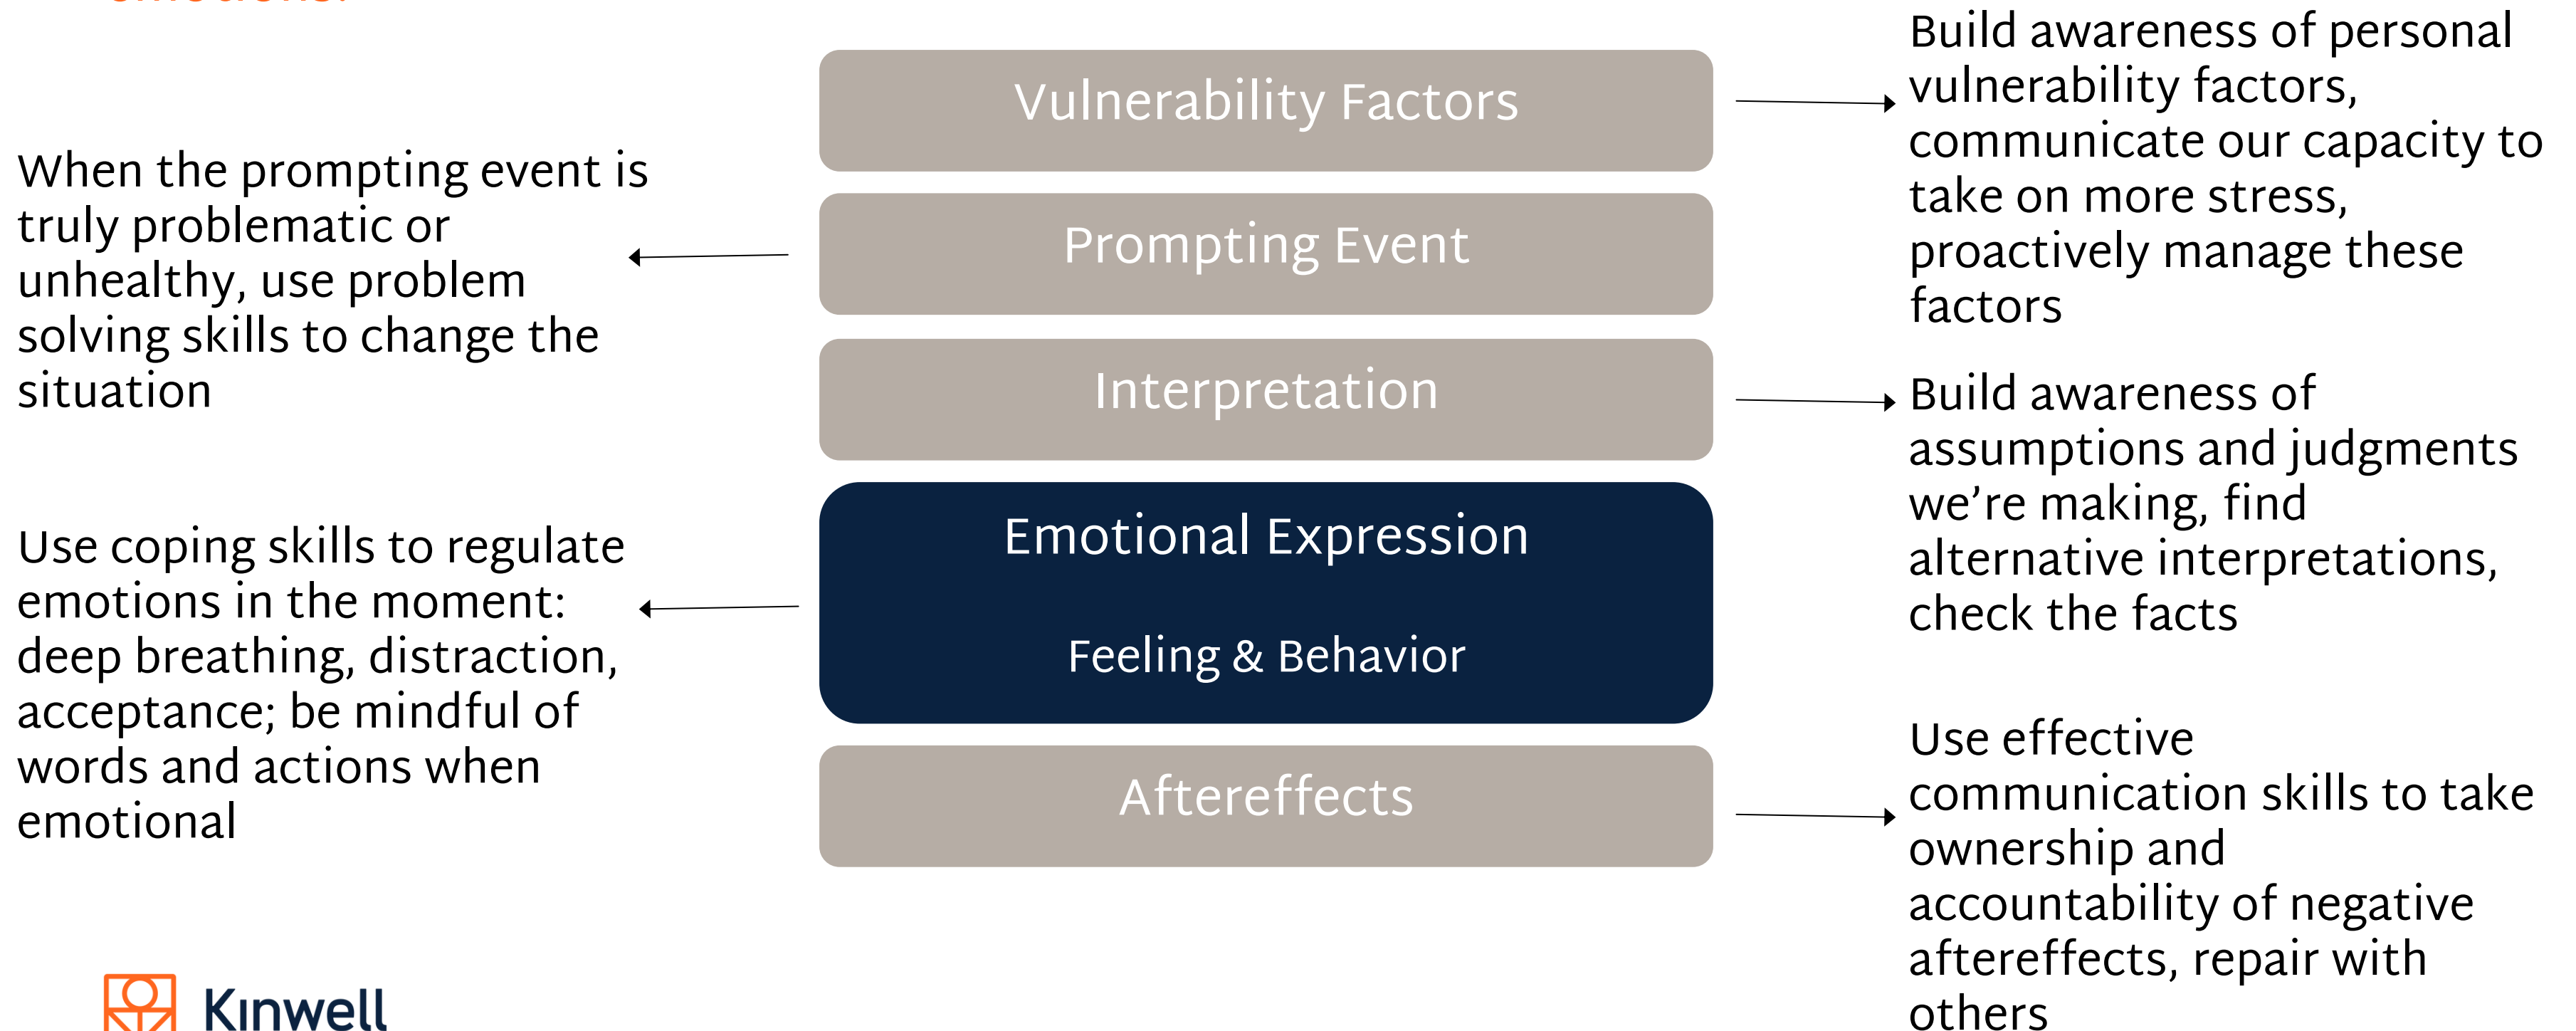 emotions.
Vulnerability Factors
Build awareness of personal
vulnerability factors,
communicate our capacity to
take on more stress,
proactively manage these
factors
When the prompting event is
truly problematic or
unhealthy, use problem
solving skills to change the
situation
Prompting Event
Interpretation
Build awareness of
assumptions and judgments
we’re making, find
alternative interpretations,
check the facts
Use coping skills to regulate
emotions in the moment:
deep breathing, distraction,
acceptance; be mindful of
words and actions when
emotional
Emotional Expression
Feeling & Behavior
Aftereffects
Use effective
communication skills to take
ownership and
accountability of negative
aftereffects, repair with
others
Kinwell